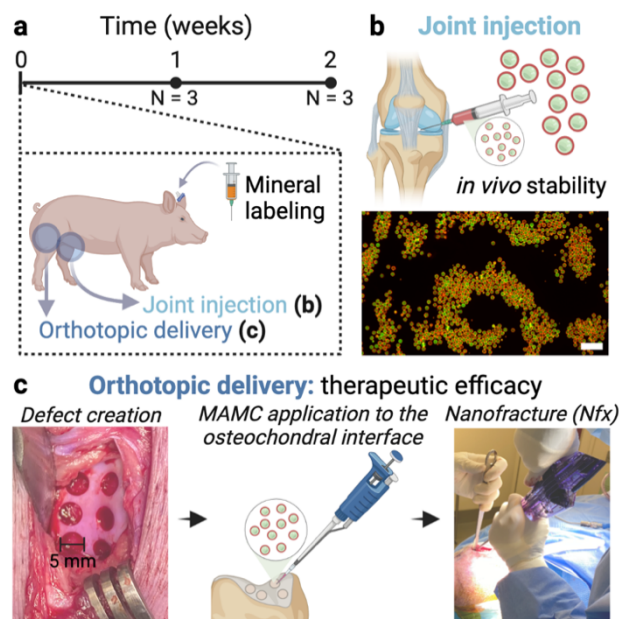 a
Time (weeks)
0
1
2
N = 3
N = 3
Mineral
labeling
Joint injection (b)
Orthotopic delivery (c)
b
Joint injection
in vivo stability
c
Orthotopic delivery: therapeutic efficacy
Defect creation
MAMC application to the
osteochondral interface
Nanofracture (Nfx)
5 mm